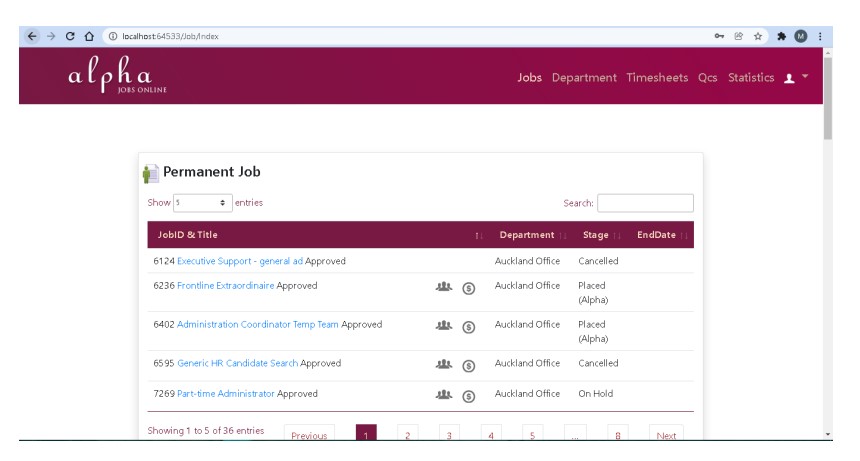 localhost:64533/Job/Index
M
alpha
JOBS ONLINE
Jobs Department Timesheets Qcs Statistics
Permanent Job
Show 1 entries Search:
JobID & Title Department Stage EndDate
6124 Executive Support - general ad Approved Auckland Office Cancelled
6236 Frontline Extraordinaire Approved Auckland Office Placed
(Alpha)
6402 Administration Coordinator Temp Team Approved Auckland Office Placed
(Alpha)
6595 Generic HR Candidate Search Approved Auckland Office Cancelled
7269 Part-time Administrator Approved Auckland Office On Hold
Showing 1 to 5 of 36 entries Previous 1 2 3 4 5 ... 8 Next